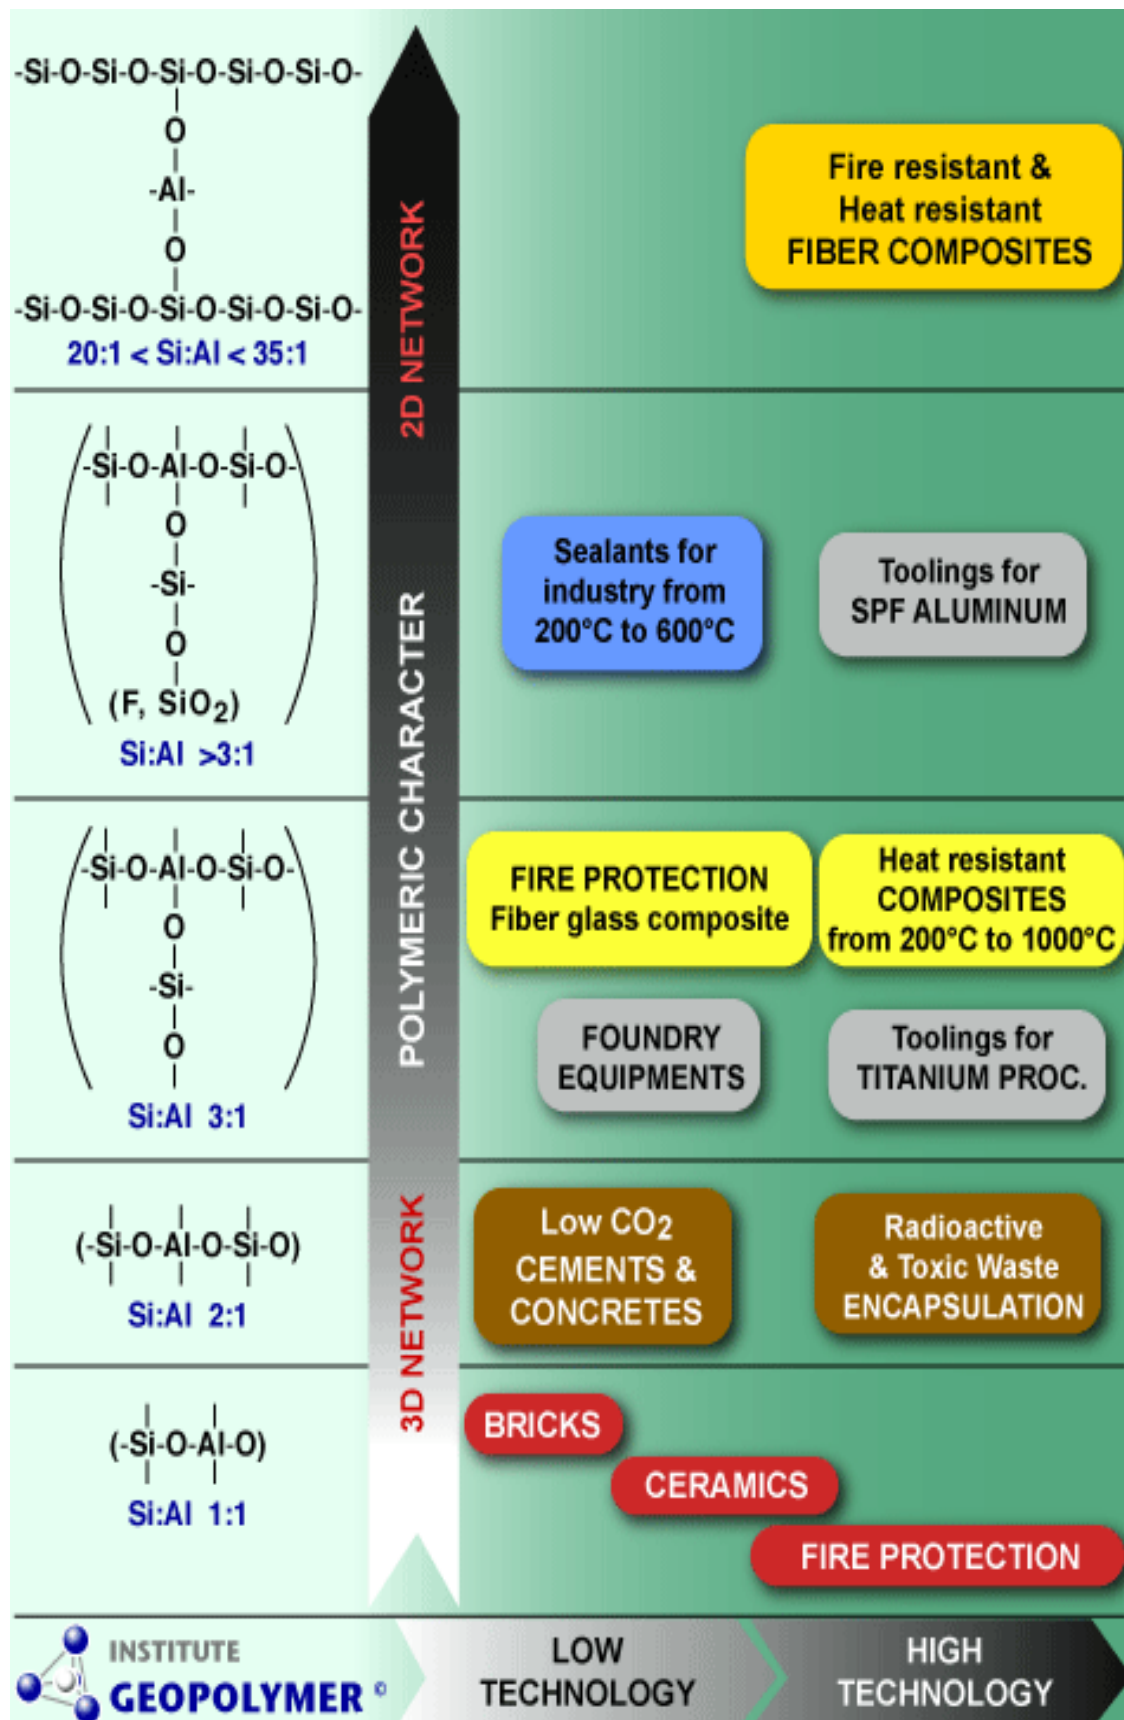 -Si-O-Si-O-Si-O-Si-O-Si-O-
O
-Al-
O
-Si-O-Si-O-Si-O-Si-O-Si-O-
20:1 < Si:Al < 35:1
Fire resistant &
Heat resistant
FIBER COMPOSITES
2D NETWORK
-Si-O-Al-O-Si-O-
O
-Si-
O
(F, SiO2)
Si:Al >3:1
Sealants for
industry from
200°C to 600°C
Toolings for
SPF ALUMINUM
POLYMERIC CHARACTER
-Si-O-Al-O-Si-O-
O
-Si-
O
Si:Al 3:1
FIRE PROTECTION
Fiber glass composite
Heat resistant
COMPOSITES
from 200°C to 1000°C
FOUNDRY
EQUIPMENTS
Toolings for
TITANIUM PROC.
3D NETWORK
(-Si-O-Al-O-Si-O)
Si:Al 2:1
Low CO2
CEMENTS &
CONCRETES
Radioactive
& Toxic Waste
ENCAPSULATION
(-Si-O-Al-O)
Si:Al 1:1
BRICKS
CERAMICS
FIRE PROTECTION
INSTITUTE
GEOPOLYMER ©
LOW
TECHNOLOGY
HIGH
TECHNOLOGY